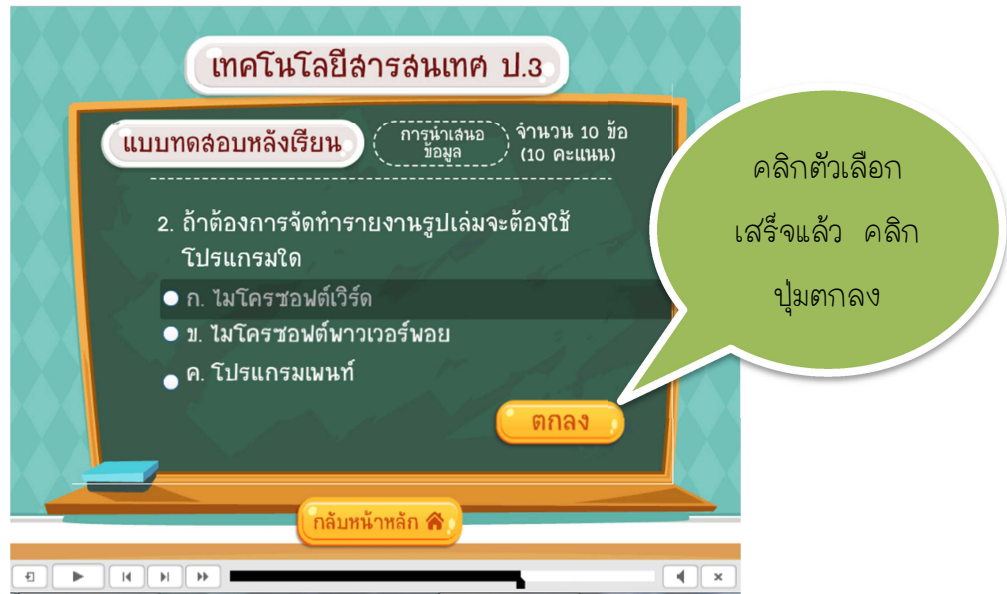 เทคโนโลยีสารสนเทศ ป.3
แบบทดสอบหลังเรียน
การนำเสนอ
ข้อมูล
จำนวน 10 ข้อ
(10 คะแนน)
2. ถ้าต้องการจัดทำรายงานรูปเล่มจะต้องใช้
โปรแกรมใด
ก. ไมโครซอฟต์เวิร์ด
ข. ไมโครซอฟต์พาวเวอร์พอย
ค. โปรแกรมเพนท์
ตกลง
กลับหน้าหลัก
คลิกตัวเลือก
เสร็จแล้ว คลิก
ปุ่มตกลง